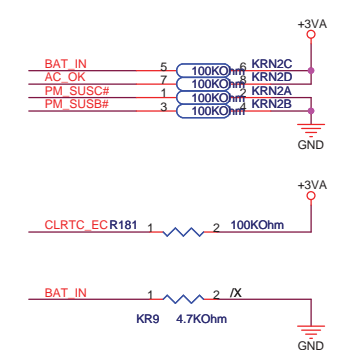 +3VA
BAT_IN 5 100KOhm 6 KRN2C
AC_OK 7 100KOhm 8 KRN2D
PM_SUSC# 1 100KOhm 2 KRN2A
PM_SUSB# 3 100KOhm 4 KRN2B
GND
+3VA
CLRTC_EC R181 1 2 100KOhm
BAT_IN 1 2 /X
KR9 4.7KOhm
GND